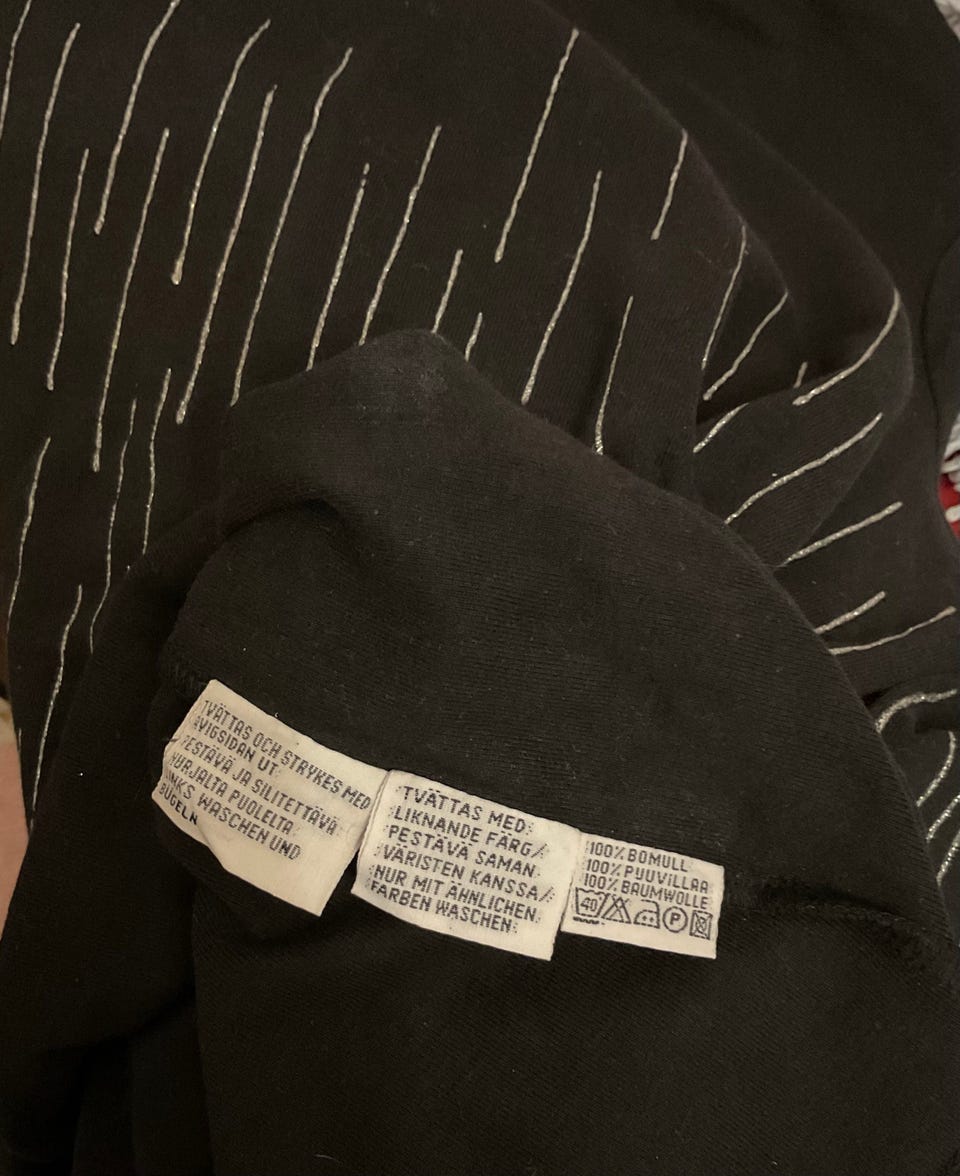 TVÄTTAS OCH STRYKES MED
AVIGSIDAN UT
PESTÄVÄ JA SILITETTÄVÄ
NURJALTA PUOLELTA
LINKS WASCHEN UND
BÜGELN
TVÄTTAS MED
LIKNANDE FÄRG/
PESTÄVÄ SAMAN
VÄRISTEN KANSSA/
NUR MIT ÄHNLICHEN
FARBEN WASCHEN
100% BOMULL
100% PUUVILLAA
100% BAUMWOLLE
40 P